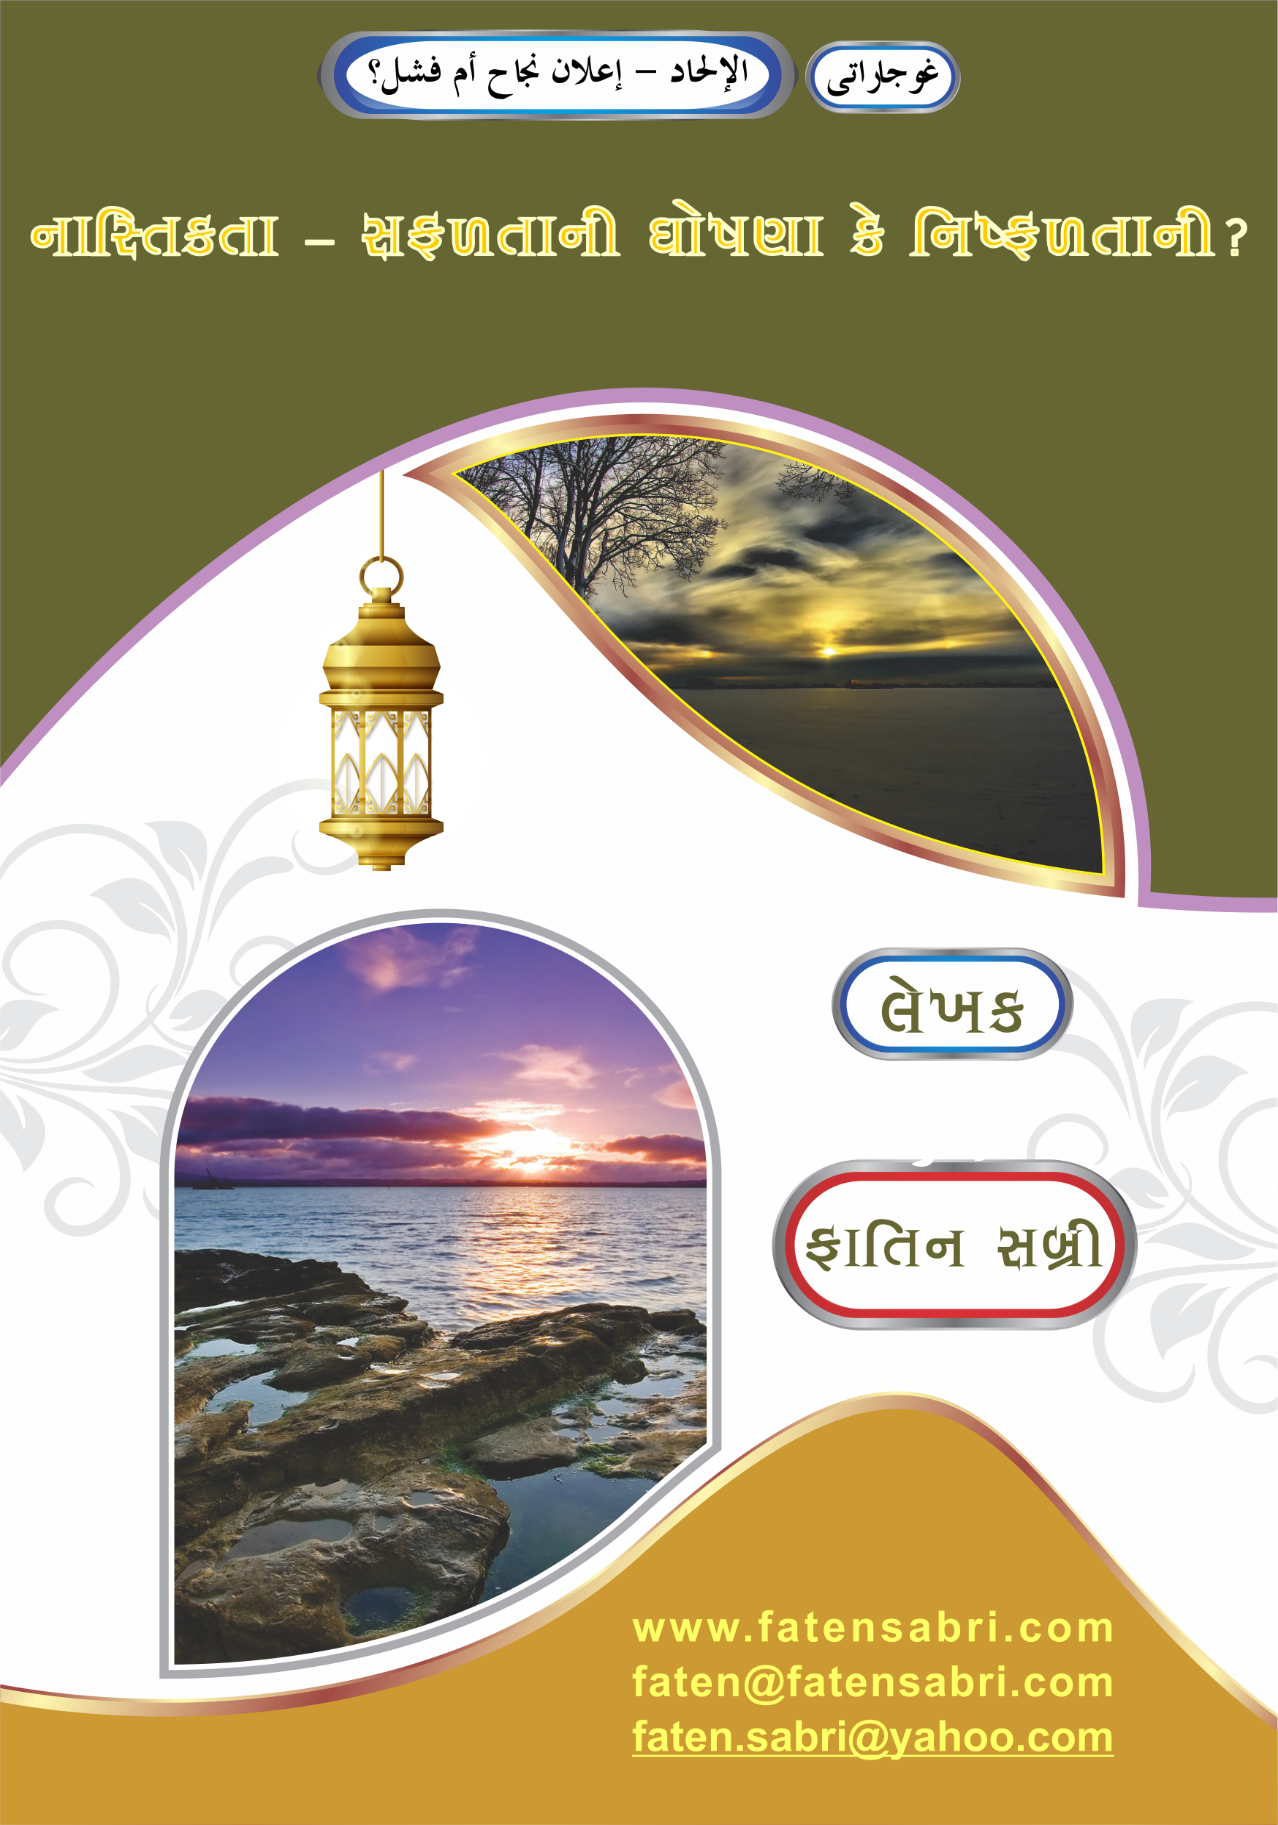 الإلحاد – إعلان نجاح أم فشل؟ غوجاراتى
નાસ્તિકતા – સફળતાની ઘોષણા કે નિષ્ફળતાની?
લેખક
ફાતિન સબ્રી
www.fatensabri.com
faten@fatensabri.com
faten.sabri@yahoo.com